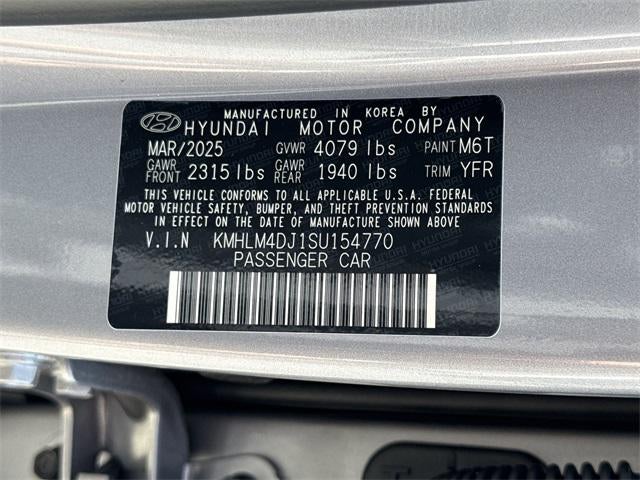 MANUFACTURED IN KOREA BY
HYUNDAI MOTOR COMPANY
MAR/2025 GVWR 4079 lbs PAINT M6T
GAWR FRONT 2315 lbs GAWR REAR 1940 lbs TRIM YFR
THIS VEHICLE CONFORMS TO ALL APPLICABLE U.S.A. FEDERAL
MOTOR VEHICLE SAFETY, BUMPER, AND THEFT PREVENTION STANDARDS
IN EFFECT ON THE DATE OF MANUFACTURE SHOWN ABOVE.
V.I.N KMHLM4DJ1SU154770
PASSENGER CAR